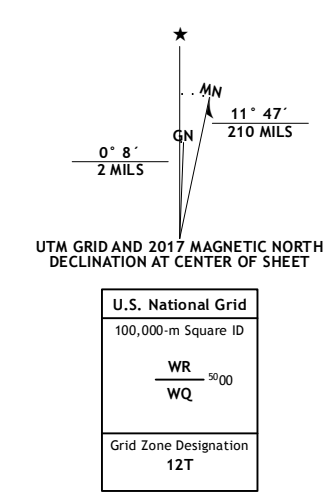 ★
MN
11° 47´
210 MILS
GN
0° 8´
2 MILS
UTM GRID AND 2017 MAGNETIC NORTH
DECLINATION AT CENTER OF SHEET
U.S. National Grid
100,000-m Square ID
WR
5000
WQ
Grid Zone Designation
12T